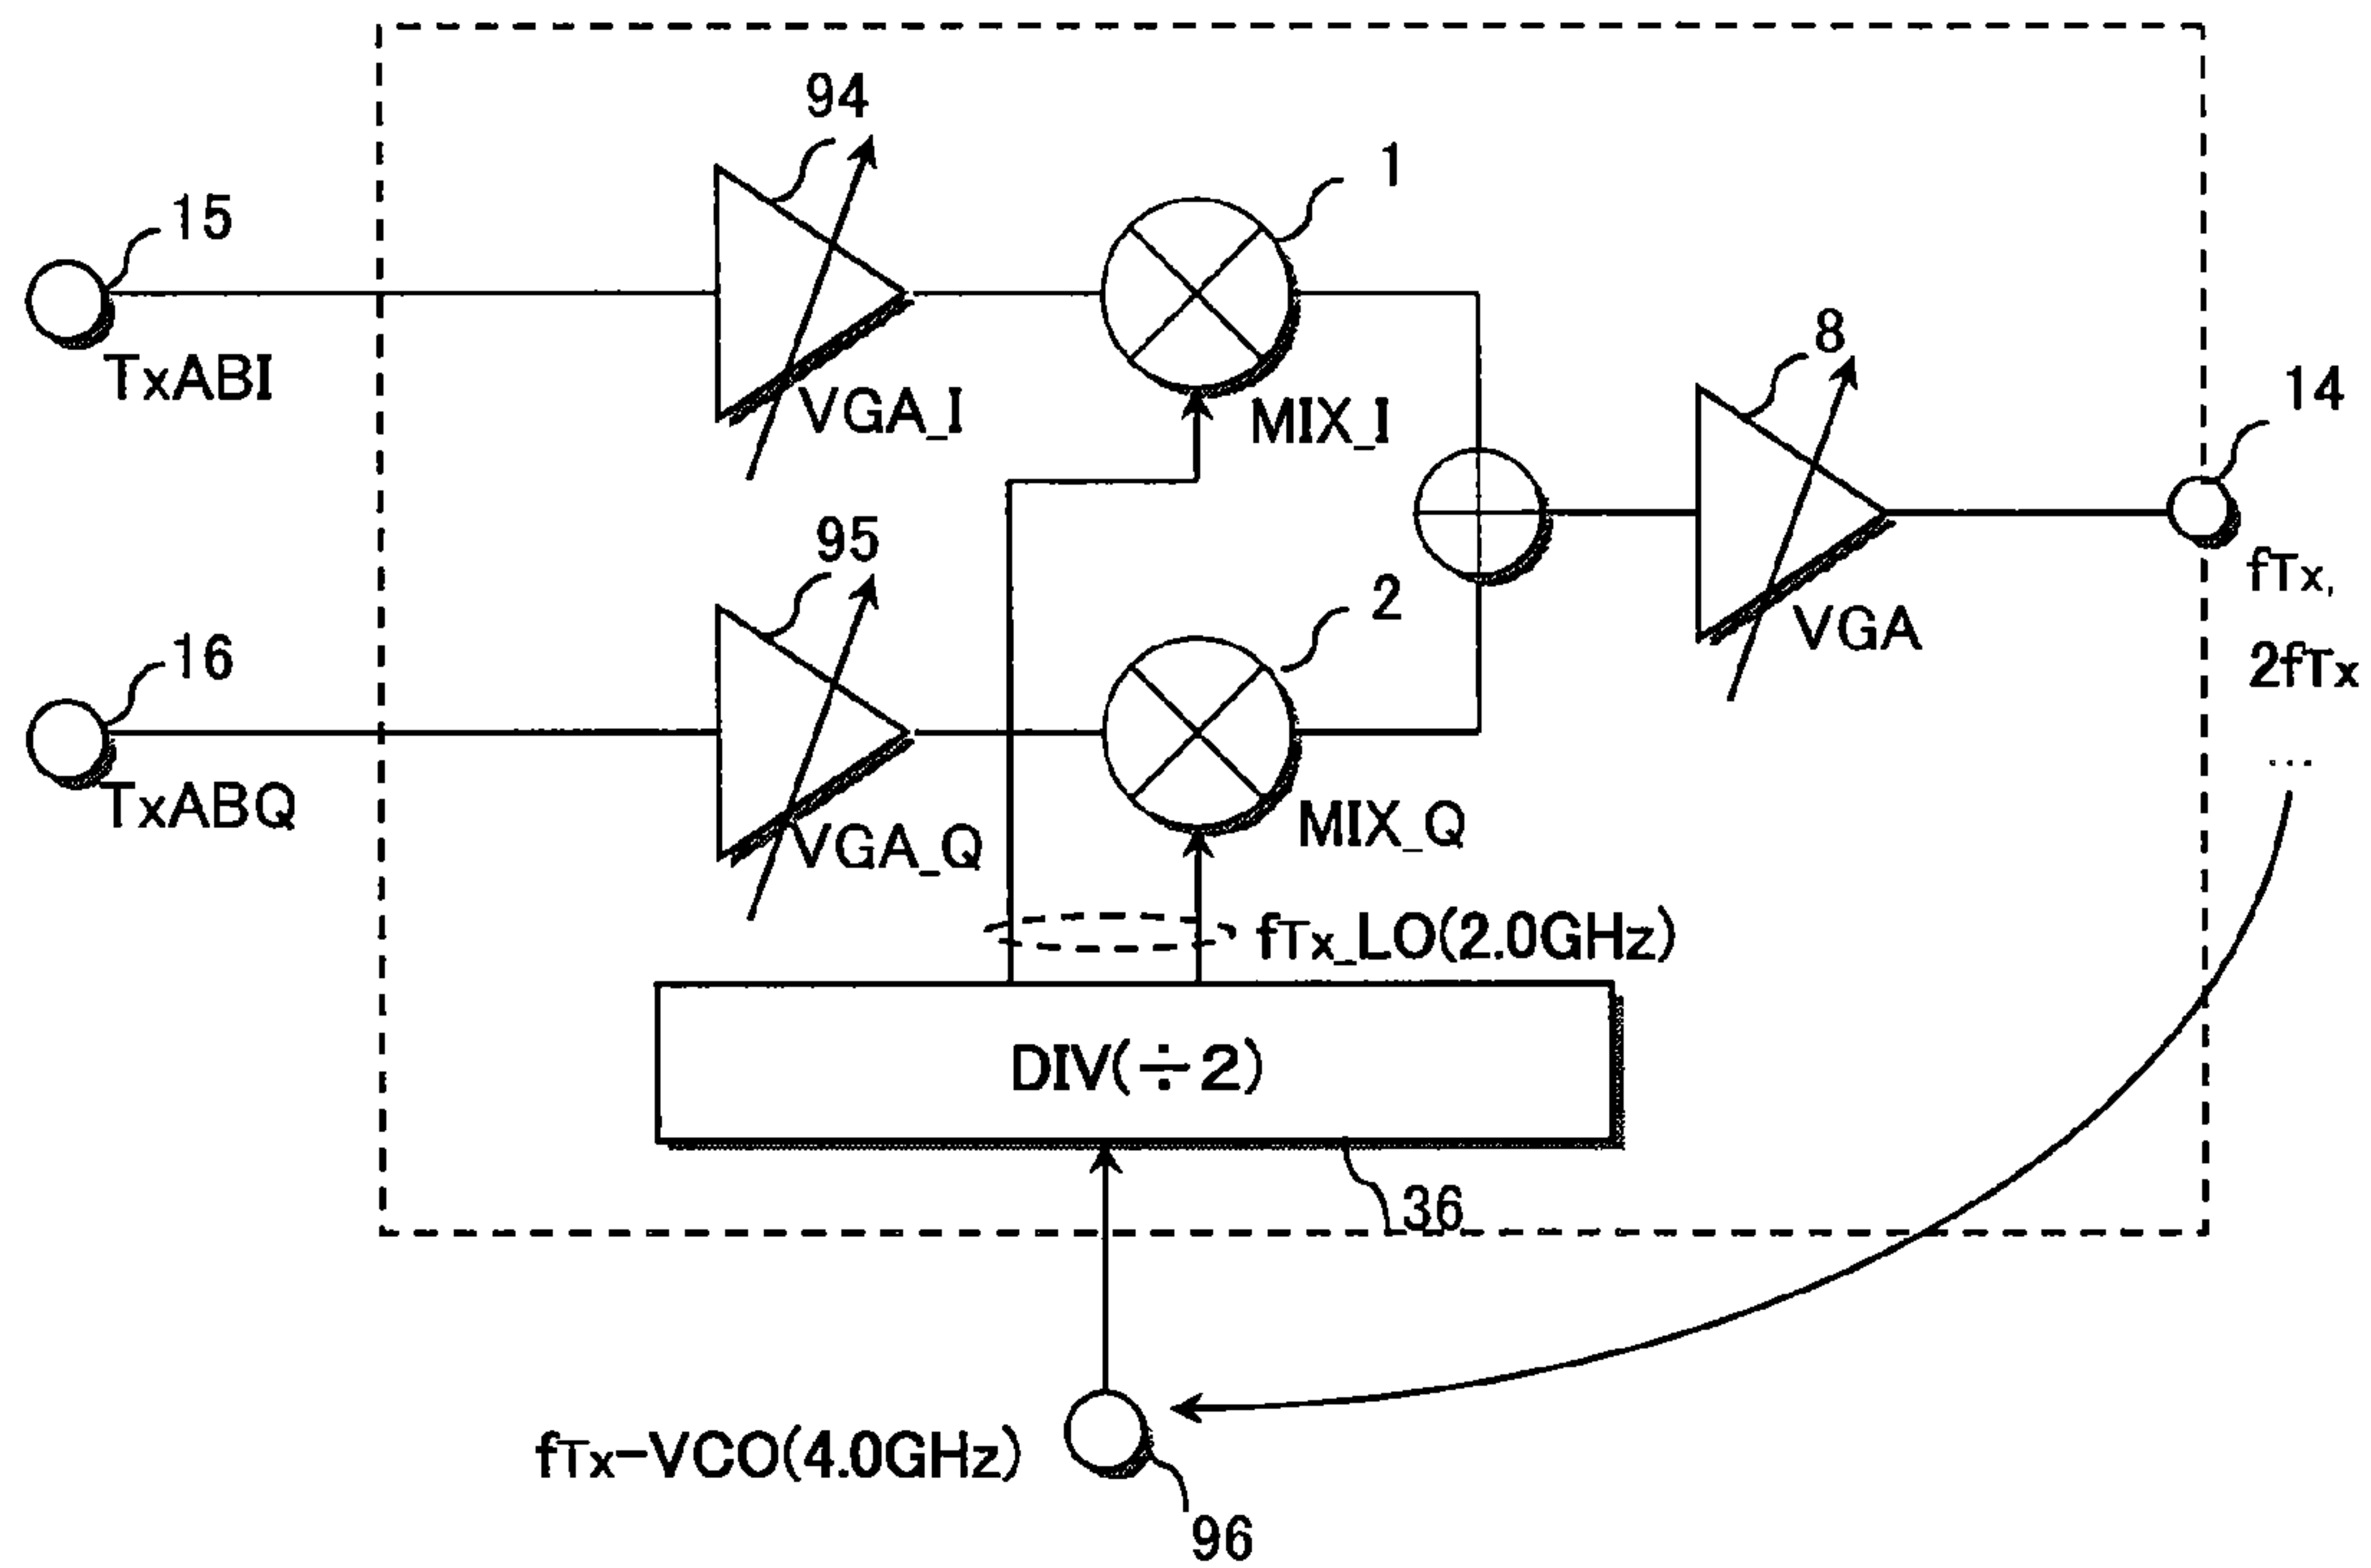 94
1
15
TxABI
VGA_I
MIX_I
8
14
95
2
fTx,
VGA
2fTx
16
...
TxABQ
VGA_Q
MIX_Q
fTx_LO(2.0GHz)
DIV(÷2)
36
fTx-VCO(4.0GHz)
96